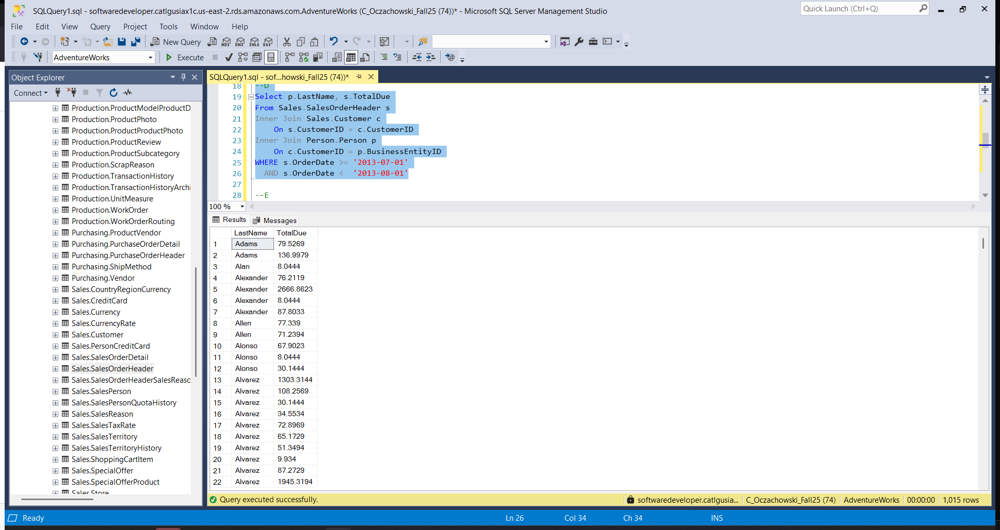 SQLQuery1.sql - softwaredeveloper.catlgusiax1c.us-east-2.rds.amazonaws.com.AdventureWorks (C_Oczachowski_Fall25 (74))* - Microsoft SQL Server Management Studio
Quick Launch (Ctrl+Q)
File Edit View Query Project Tools Window Help
New Query MDX DMX XMLA DAX
AdventureWorks Execute
Object Explorer
Connect
Production.ProductModelProductD
Production.ProductPhoto
Production.ProductProductPhoto
Production.ProductReview
Production.ProductSubcategory
Production.ScrapReason
Production.TransactionHistory
Production.TransactionHistoryArchi
Production.UnitMeasure
Production.WorkOrder
Production.WorkOrderRouting
Purchasing.ProductVendor
Purchasing.PurchaseOrderDetail
Purchasing.PurchaseOrderHeader
Purchasing.ShipMethod
Purchasing.Vendor
Sales.CountryRegionCurrency
Sales.CreditCard
Sales.Currency
Sales.CurrencyRate
Sales.Customer
Sales.PersonCreditCard
Sales.SalesOrderDetail
Sales.SalesOrderHeader
Sales.SalesOrderHeaderSalesReasc
Sales.SalesPerson
Sales.SalesPersonQuotaHistory
Sales.SalesReason
Sales.SalesTaxRate
Sales.SalesTerritory
Sales.SalesTerritoryHistory
Sales.ShoppingCartItem
Sales.SpecialOffer
Sales.SpecialOfferProduct
Sales.Store
SQLQuery1.sql - sof...howski_Fall25 (74))*
18 --D
19 Select p.LastName, s.TotalDue
20 From Sales.SalesOrderHeader s
21 Inner Join Sales.Customer c
22 On s.CustomerID = c.CustomerID
23 Inner Join Person.Person p
24 On c.CustomerID = p.BusinessEntityID
25 WHERE s.OrderDate >= '2013-07-01'
26 AND s.OrderDate < '2013-08-01'
27
28 --E
100 %
Results Messages
LastName TotalDue
1 Adams 79.5269
2 Adams 136.9979
3 Alan 8.0444
4 Alexander 76.2119
5 Alexander 2666.8623
6 Alexander 8.0444
7 Alexander 87.8033
8 Allen 77.339
9 Allen 71.2394
10 Alonso 67.9023
11 Alonso 8.0444
12 Alonso 30.1444
13 Alvarez 1303.3144
14 Alvarez 108.2569
15 Alvarez 30.1444
16 Alvarez 34.5534
17 Alvarez 72.8969
18 Alvarez 65.1729
19 Alvarez 51.3494
20 Alvarez 9.934
21 Alvarez 87.2729
22 Alvarez 1945.3194
Query executed successfully. softwaredeveloper.catlgusia... C_Oczachowski_Fall25 (74) AdventureWorks 00:00:00 1,015 rows
Ready Ln 26 Col 34 Ch 34 INS